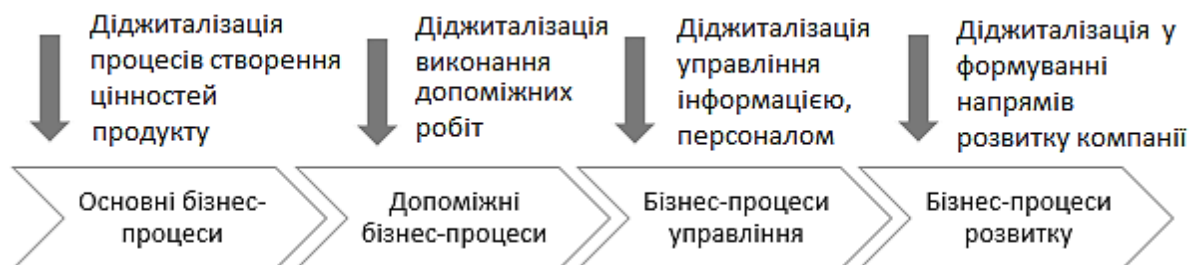 Діджиталізація
процесів створення
цінностей
продукту
Діджиталізація
виконання
допоміжних
робіт
Діджиталізація
управління
інформацією,
персоналом
Діджиталізація у
формуванні
напрямів
розвитку компанії
Основні бізнес-
процеси
Допоміжні
бізнес-процеси
Бізнес-процеси
управління
Бізнес-процеси
розвитку